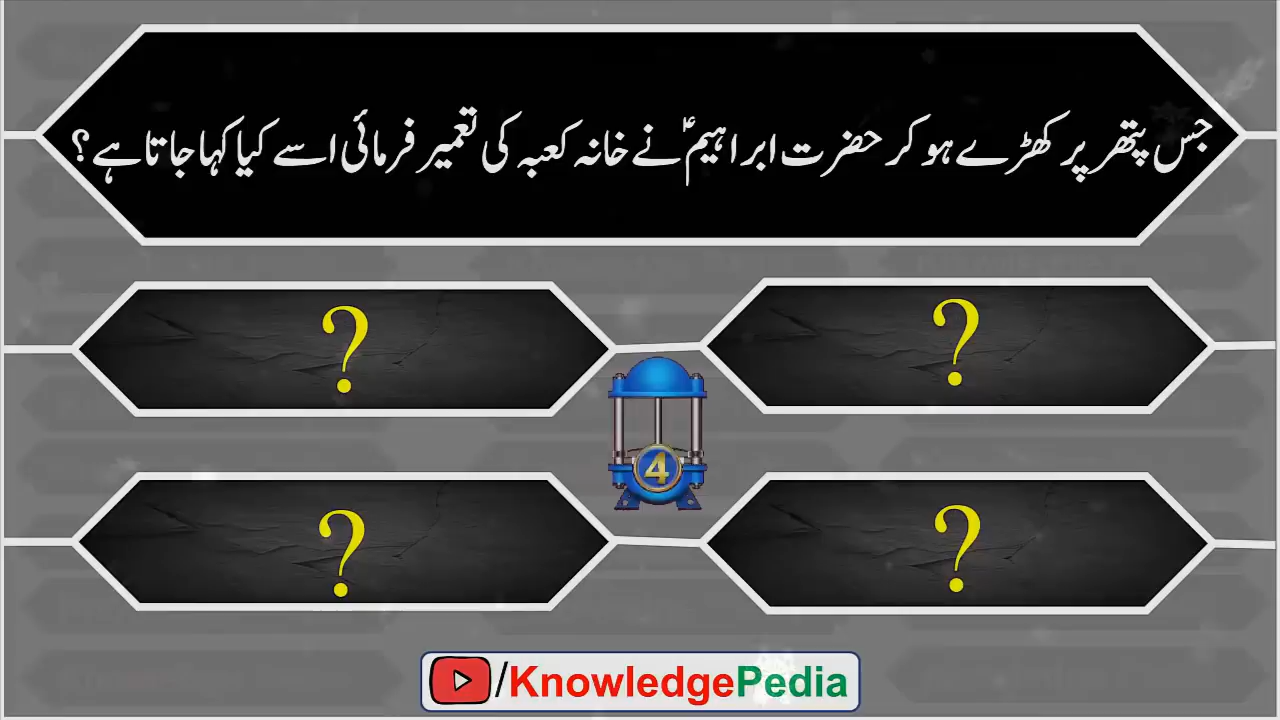 جس پتھر پر کھڑے ہو کر حضرت ابراہیمؑ نے خانہ کعبہ کی تعمیر فرمائی اسے کیا کہا جاتا ہے؟
? ?
4
? ?
/KnowledgePedia